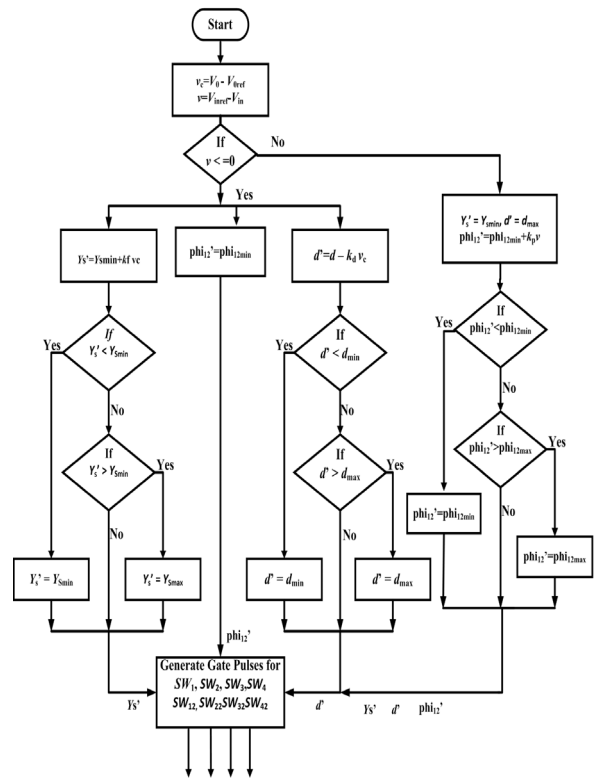 Start
vc=V0 - V0ref
v=Vinref-Vin
If
v <=0
No
Yes
Ys'=Ysmin+kf vc
phi12'=phi12min
d'=d – kd vc
Ys' = Ysmin, d' = dmax
phi12'=phi12min+kpv
If
Ys' < YSmin
Yes
No
If
d' < dmin
Yes
No
If
phi12'<phi12min
Yes
No
If
Ys' > YSmin
Yes
No
If
d' > dmax
Yes
No
If
phi12'>phi12max
Yes
No
phi12'=phi12min
phi12'=phi12max
Ys' = YSmin
Ys' = YSmax
d' = dmin
d' = dmax
phi12'
Generate Gate Pulses for
SW1, SW2, SW3,SW4
SW12, SW22SW32SW42
Ys'
d'
Ys' d' phi12'